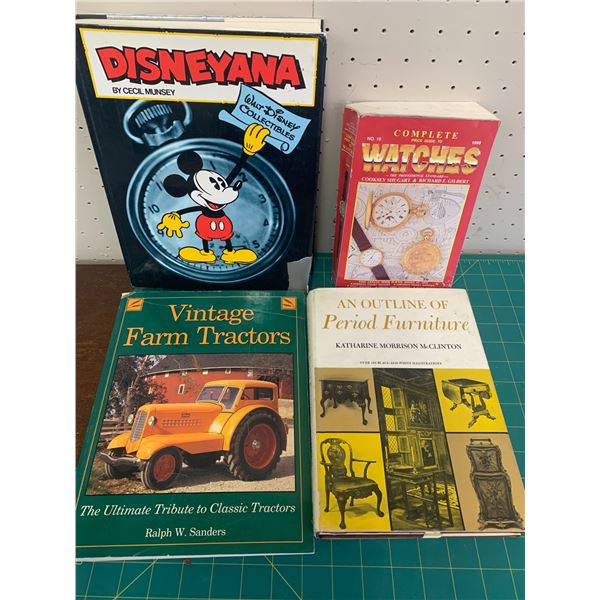 DISNEYANA
BY CECIL MUNSEY
WALT DISNEY
COLLECTIBLES
COMPLETE
NO. 19 PRICE GUIDE TO 1999
WATCHES
THE PROFESSIONAL STANDARD
COOKSEY SHUGART & RICHARD E. GILBERT
Vintage
Farm Tractors
The Ultimate Tribute to Classic Tractors
Ralph W. Sanders
AN OUTLINE OF
Period Furniture
KATHARINE MORRISON McCLINTON